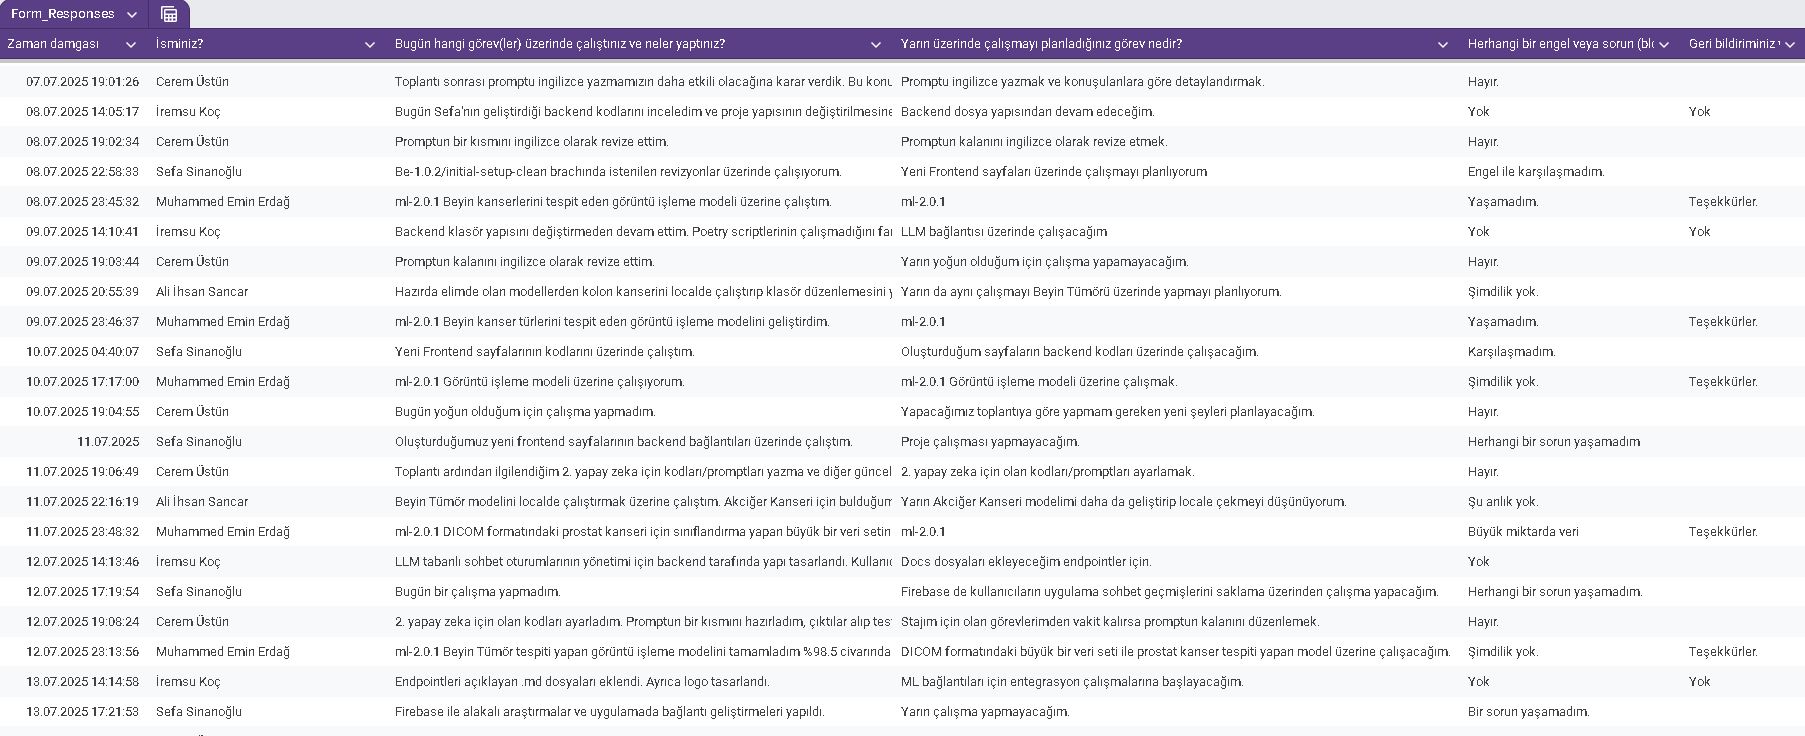 Form_Responses
Zaman damgası İsminiz? Bugün hangi görev(ler) üzerinde çalıştınız ve neler yaptınız? Yarın üzerinde çalışmayı planladığınız görev nedir? Herhangi bir engel veya sorun (blo Geri bildiriminiz
07.07.2025 19:01:26 Cerem Üstün Toplantı sonrası promptu ingilizce yazmamızın daha etkili olacağına karar verdik. Bu konu Promptu ingilizce yazmak ve konuşulanlara göre detaylandırmak. Hayır.
08.07.2025 14:05:17 İremsu Koç Bugün Sefa'nın geliştirdiği backend kodlarını inceledim ve proje yapısının değiştirilmesine Backend dosya yapısından devam edeceğim. Yok Yok
08.07.2025 19:02:34 Cerem Üstün Promptun bir kısmını ingilizce olarak revize ettim. Promptun kalanını ingilizce olarak revize etmek. Hayır.
08.07.2025 22:58:33 Sefa Sinanoğlu Be-1.0.2/initial-setup-clean brachında istenilen revizyonlar üzerinde çalışıyorum. Yeni Frontend sayfaları üzerinde çalışmayı planlıyorum Engel ile karşılaşmadım.
08.07.2025 23:45:32 Muhammed Emin Erdağ ml-2.0.1 Beyin kanserlerini tespit eden görüntü işleme modeli üzerine çalıştım. ml-2.0.1 Yaşamadım. Teşekkürler.
09.07.2025 14:10:41 İremsu Koç Backend klasör yapısını değiştirmeden devam ettim. Poetry scriptlerinin çalışmadığını far LLM bağlantısı üzerinde çalışacağım Yok Yok
09.07.2025 19:03:44 Cerem Üstün Promptun kalanını ingilizce olarak revize ettim. Yarın yoğun olduğum için çalışma yapamayacağım. Hayır.
09.07.2025 20:55:39 Ali İhsan Sancar Hazırda elimde olan modellerden kolon kanserini localde çalıştırıp klasör düzenlemesini y Yarın da aynı çalışmayı Beyin Tümörü üzerinde yapmayı planlıyorum. Şimdilik yok.
09.07.2025 23:46:37 Muhammed Emin Erdağ ml-2.0.1 Beyin kanser türlerini tespit eden görüntü işleme modelini geliştirdim. ml-2.0.1 Yaşamadım. Teşekkürler.
10.07.2025 04:40:07 Sefa Sinanoğlu Yeni Frontend sayfalarının kodlarını üzerinde çalıştım. Oluşturduğum sayfaların backend kodları üzerinde çalışacağım. Karşılaşmadım.
10.07.2025 17:17:00 Muhammed Emin Erdağ ml-2.0.1 Görüntü işleme modeli üzerine çalışıyorum. ml-2.0.1 Görüntü işleme modeli üzerine çalışmak. Şimdilik yok. Teşekkürler.
10.07.2025 19:04:55 Cerem Üstün Bugün yoğun olduğum için çalışma yapmadım. Yapacağımız toplantıya göre yapmam gereken yeni şeyleri planlayacağım. Hayır.
11.07.2025 Sefa Sinanoğlu Oluşturduğumuz yeni frontend sayfalarının backend bağlantıları üzerinde çalıştım. Proje çalışması yapmayacağım. Herhangi bir sorun yaşamadım
11.07.2025 19:06:49 Cerem Üstün Toplantı ardından ilgilendiğim 2. yapay zeka için kodları/promptları yazma ve diğer güncel 2. yapay zeka için olan kodları/promptları ayarlamak. Hayır.
11.07.2025 22:16:19 Ali İhsan Sancar Beyin Tümör modelini localde çalıştırmak üzerine çalıştım. Akciğer Kanseri için bulduğum Yarın Akciğer Kanseri modelimi daha da geliştirip locale çekmeyi düşünüyorum. Şu anlık yok.
11.07.2025 23:48:32 Muhammed Emin Erdağ ml-2.0.1 DICOM formatındaki prostat kanseri için sınıflandırma yapan büyük bir veri setin ml-2.0.1 Büyük miktarda veri Teşekkürler.
12.07.2025 14:13:46 İremsu Koç LLM tabanlı sohbet oturumlarının yönetimi için backend tarafında yapı tasarlandı. Kullanıc Docs dosyaları ekleyeceğim endpointler için. Yok
12.07.2025 17:19:54 Sefa Sinanoğlu Bugün bir çalışma yapmadım. Firebase de kullanıcıların uygulama sohbet geçmişlerini saklama üzerinden çalışma yapacağım. Herhangi bir sorun yaşamadım.
12.07.2025 19:08:24 Cerem Üstün 2. yapay zeka için olan kodları ayarladım. Promptun bir kısmını hazırladım, çıktılar alıp tes Stajım için olan görevlerimden vakit kalırsa promptun kalanını düzenlemek. Hayır.
12.07.2025 23:13:56 Muhammed Emin Erdağ ml-2.0.1 Beyin Tümör tespiti yapan görüntü işleme modelini tamamladım %98.5 civarında DICOM formatındaki büyük bir veri seti ile prostat kanser tespiti yapan model üzerine çalışacağım. Şimdilik yok. Teşekkürler.
13.07.2025 14:14:58 İremsu Koç Endpointleri açıklayan .md dosyaları eklendi. Ayrıca logo tasarlandı. ML bağlantıları için entegrasyon çalışmalarına başlayacağım. Yok Yok
13.07.2025 17:21:53 Sefa Sinanoğlu Firebase ile alakalı araştırmalar ve uygulamada bağlantı geliştirmeleri yapıldı. Yarın çalışma yapmayacağım. Bir sorun yaşamadım.